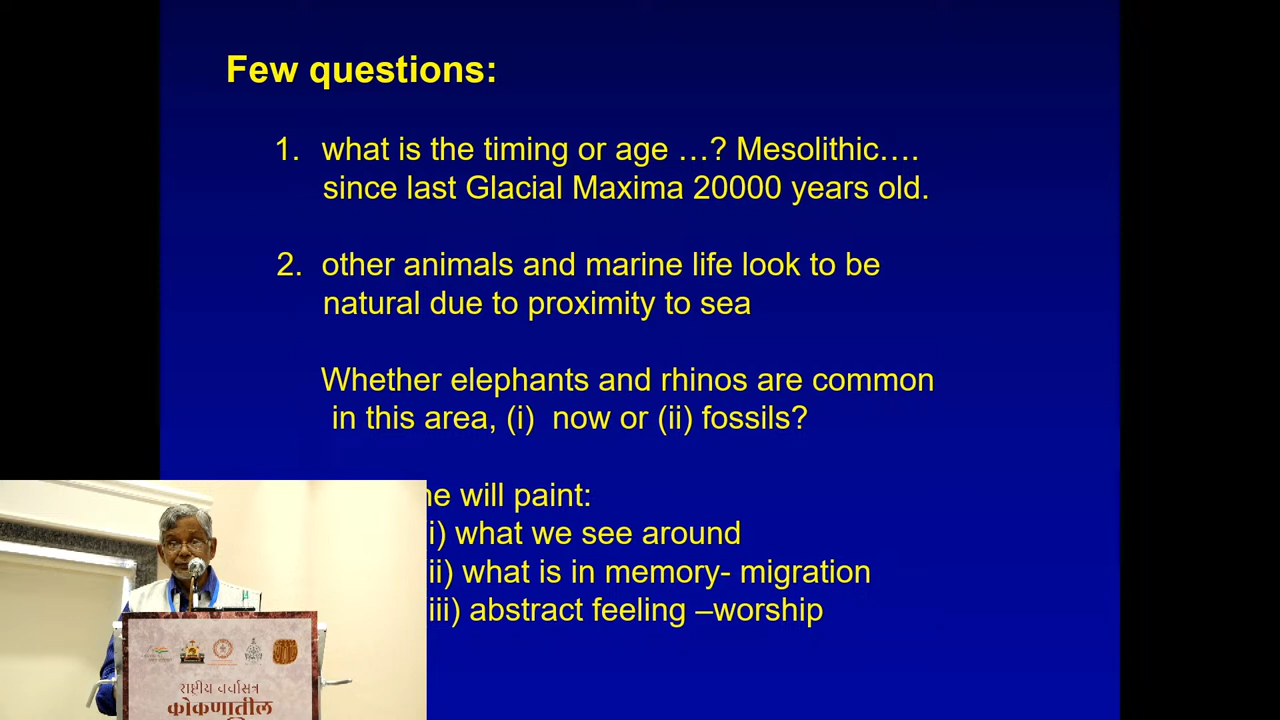 Few questions:
1. what is the timing or age …? Mesolithic….
since last Glacial Maxima 20000 years old.
2. other animals and marine life look to be
natural due to proximity to sea
Whether elephants and rhinos are common
in this area, (i) now or (ii) fossils?
will paint:
i) what we see around
ii) what is in memory- migration
iii) abstract feeling –worship
राष्ट्रीय चर्चासत्र
कोकणातील